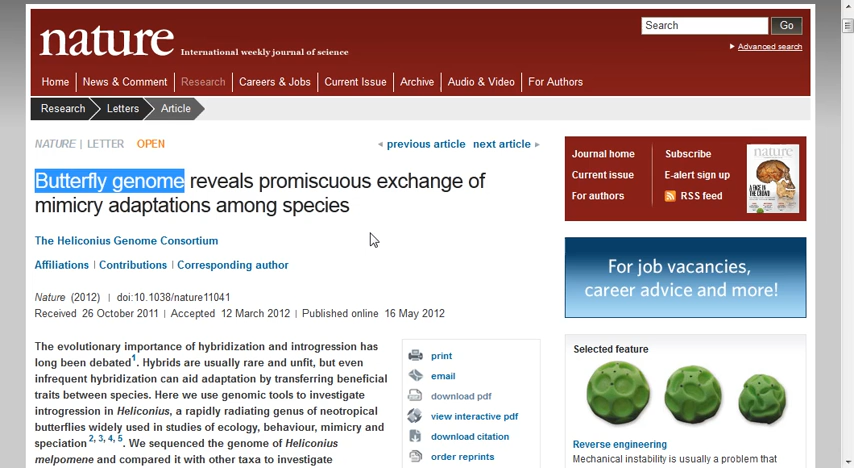 nature International weekly journal of science
Search Go
Advanced search
Home News & Comment Research Careers & Jobs Current Issue Archive Audio & Video For Authors
Research Letters Article
NATURE | LETTER OPEN
previous article next article
Butterfly genome reveals promiscuous exchange of
mimicry adaptations among species
The Heliconius Genome Consortium
Affiliations | Contributions | Corresponding author
Nature (2012) | doi:10.1038/nature11041
Received 26 October 2011 | Accepted 12 March 2012 | Published online 16 May 2012
The evolutionary importance of hybridization and introgression has
long been debated1. Hybrids are usually rare and unfit, but even
infrequent hybridization can aid adaptation by transferring beneficial
traits between species. Here we use genomic tools to investigate
introgression in Heliconius, a rapidly radiating genus of neotropical
butterflies widely used in studies of ecology, behaviour, mimicry and
speciation2, 3, 4, 5. We sequenced the genome of Heliconius
melpomene and compared it with other taxa to investigate
print
email
download pdf
view interactive pdf
download citation
order reprints
Journal home Subscribe
Current issue E-alert sign up
For authors RSS feed
nature
A FACE IN
THE CROWD
For job vacancies,
career advice and more!
Selected feature
Reverse engineering
Mechanical instability is usually a problem that